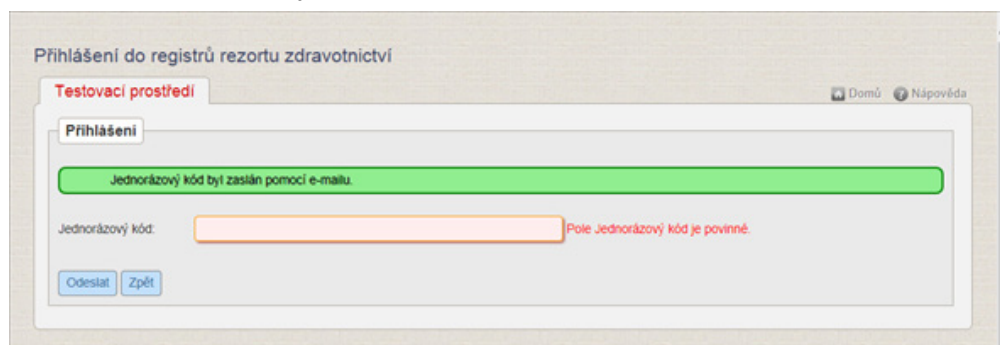 Přihlášení do registrů rezortu zdravotnictví
Testovací prostředí
Domů Nápověda
Přihlášení
Jednorázový kód byl zaslán pomocí e-mailu.
Jednorázový kód: Pole Jednorázový kód je povinné.
Odeslat Zpět